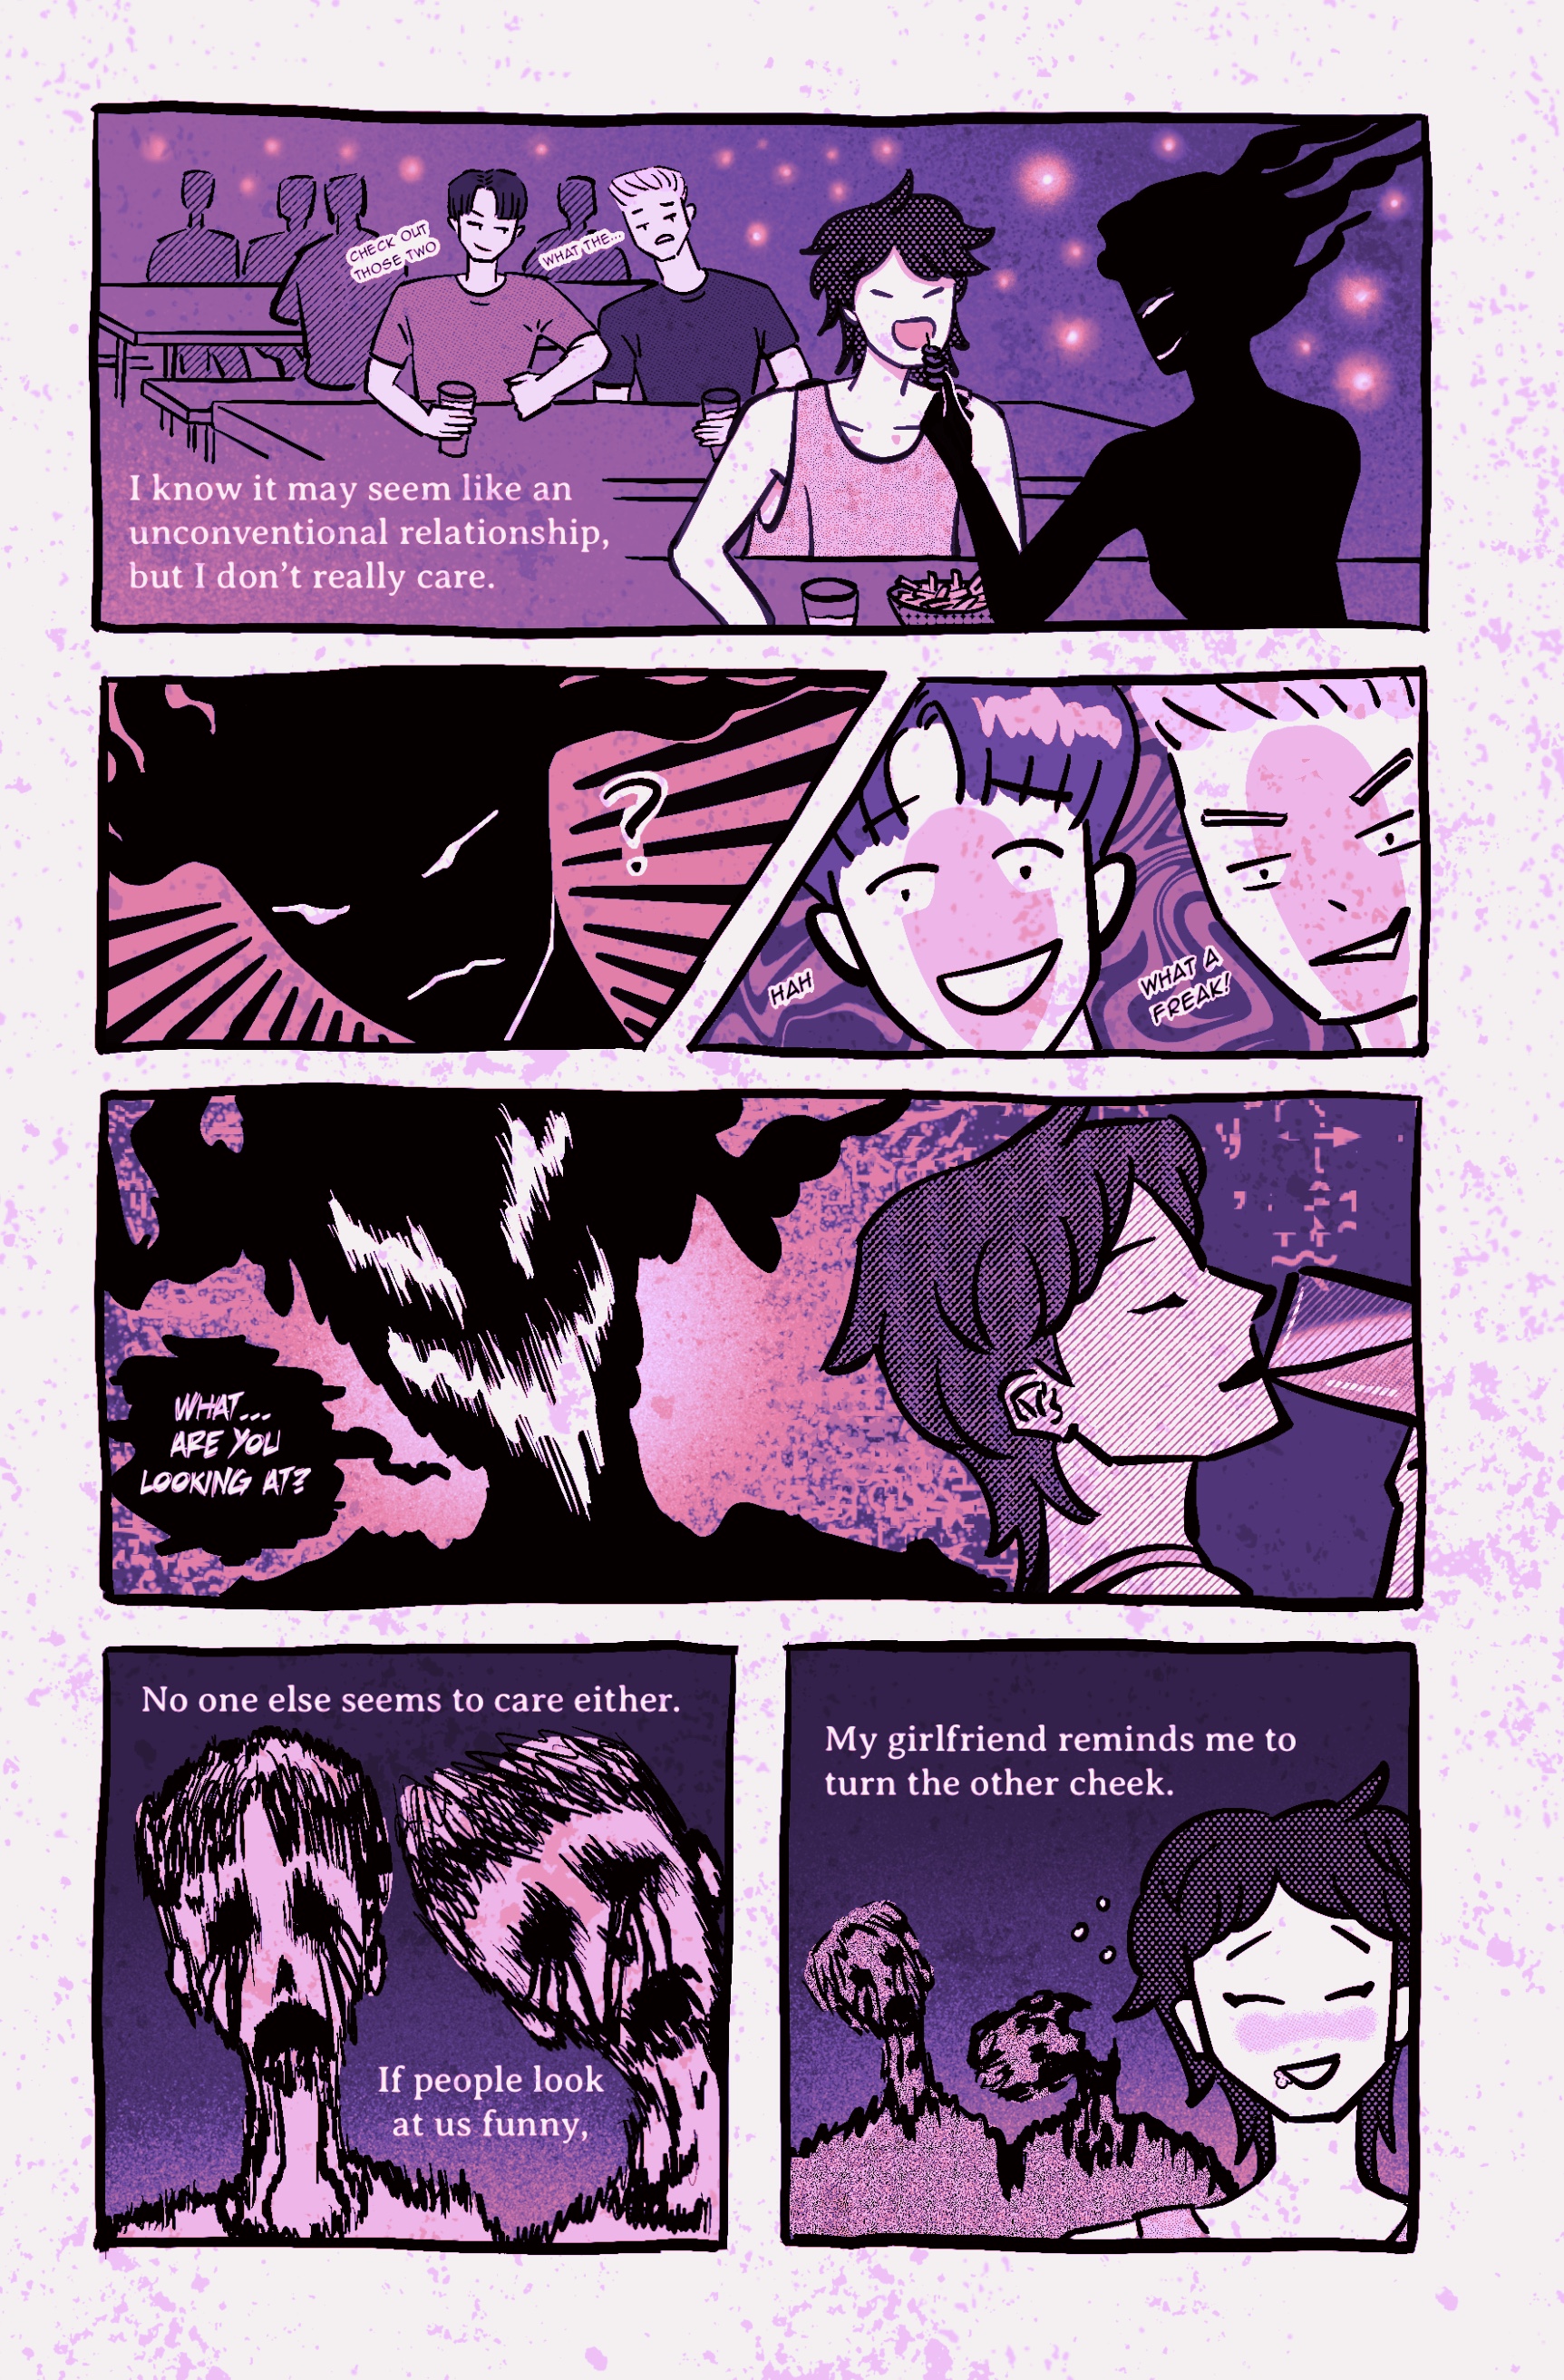 CHECK OUT
THOSE TWO
WHAT THE...
I know it may seem like an
unconventional relationship,
but I don't really care.
?
HAH
WHAT A
FREAK!
WHAT...
ARE YOU
LOOKING AT?
No one else seems to care either.
If people look
at us funny,
My girlfriend reminds me to
turn the other cheek.